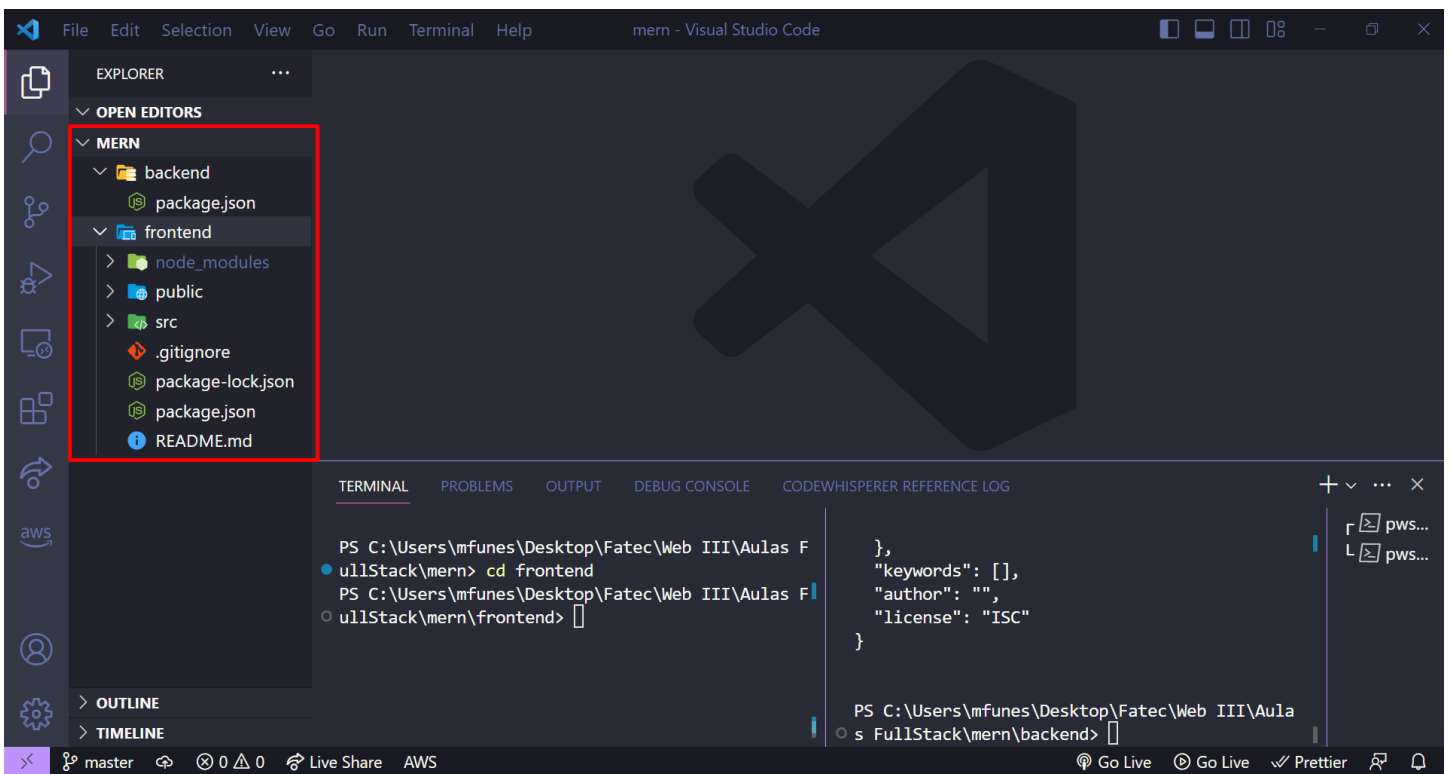 File Edit Selection View Go Run Terminal Help mern - Visual Studio Code
EXPLORER
OPEN EDITORS
MERN
backend
package.json
frontend
node_modules
public
src
.gitignore
package-lock.json
package.json
README.md
OUTLINE
TIMELINE
aws
TERMINAL PROBLEMS OUTPUT DEBUG CONSOLE CODEWHISPERER REFERENCE LOG
PS C:\Users\mfunes\Desktop\Fatec\Web III\Aulas F
ullStack\mern> cd frontend
PS C:\Users\mfunes\Desktop\Fatec\Web III\Aulas F
ullStack\mern\frontend>
},
"keywords": [],
"author": "",
"license": "ISC"
}
PS C:\Users\mfunes\Desktop\Fatec\Web III\Aula
s FullStack\mern\backend>
pws...
pws...
master 0 0 Live Share AWS Go Live Go Live Prettier